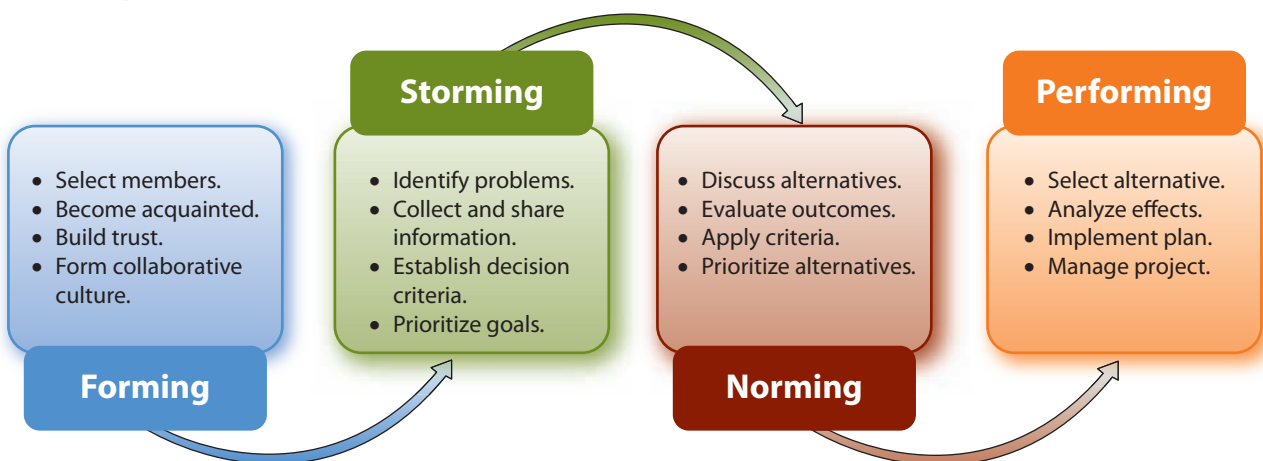 • Select members.
• Become acquainted.
• Build trust.
• Form collaborative
culture.
Forming
Storming
• Identify problems.
• Collect and share
information.
• Establish decision
criteria.
• Prioritize goals.
• Discuss alternatives.
• Evaluate outcomes.
• Apply criteria.
• Prioritize alternatives.
Norming
Performing
• Select alternative.
• Analyze effects.
• Implement plan.
• Manage project.